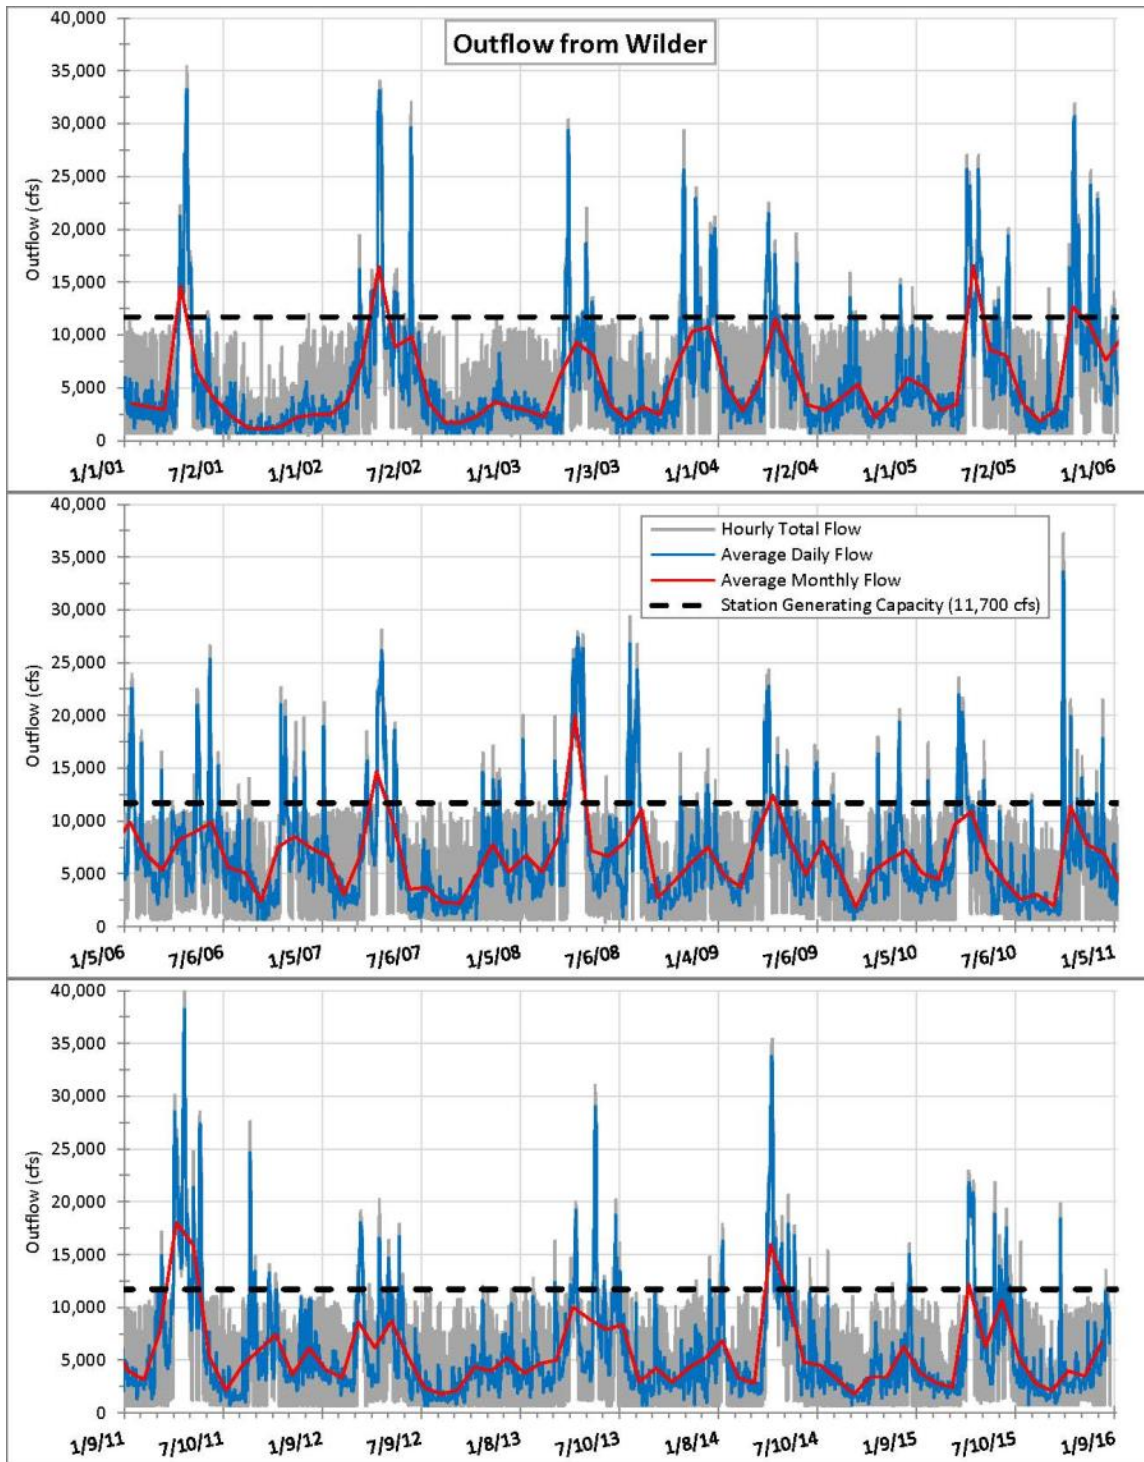 Outflow from Wilder
Outflow (cfs)
40,000
35,000
30,000
25,000
20,000
15,000
10,000
5,000
0
1/1/01 7/2/01 1/1/02 7/2/02 1/1/03 7/3/03 1/1/04 7/2/04 1/1/05 7/2/05 1/1/06
Outflow (cfs)
40,000
35,000
30,000
25,000
20,000
15,000
10,000
5,000
0
Hourly Total Flow
Average Daily Flow
Average Monthly Flow
Station Generating Capacity (11,700 cfs)
1/5/06 7/6/06 1/5/07 7/6/07 1/5/08 7/6/08 1/4/09 7/6/09 1/5/10 7/6/10 1/5/11
Outflow (cfs)
40,000
35,000
30,000
25,000
20,000
15,000
10,000
5,000
0
1/9/11 7/10/11 1/9/12 7/9/12 1/8/13 7/10/13 1/8/14 7/10/14 1/9/15 7/10/15 1/9/16